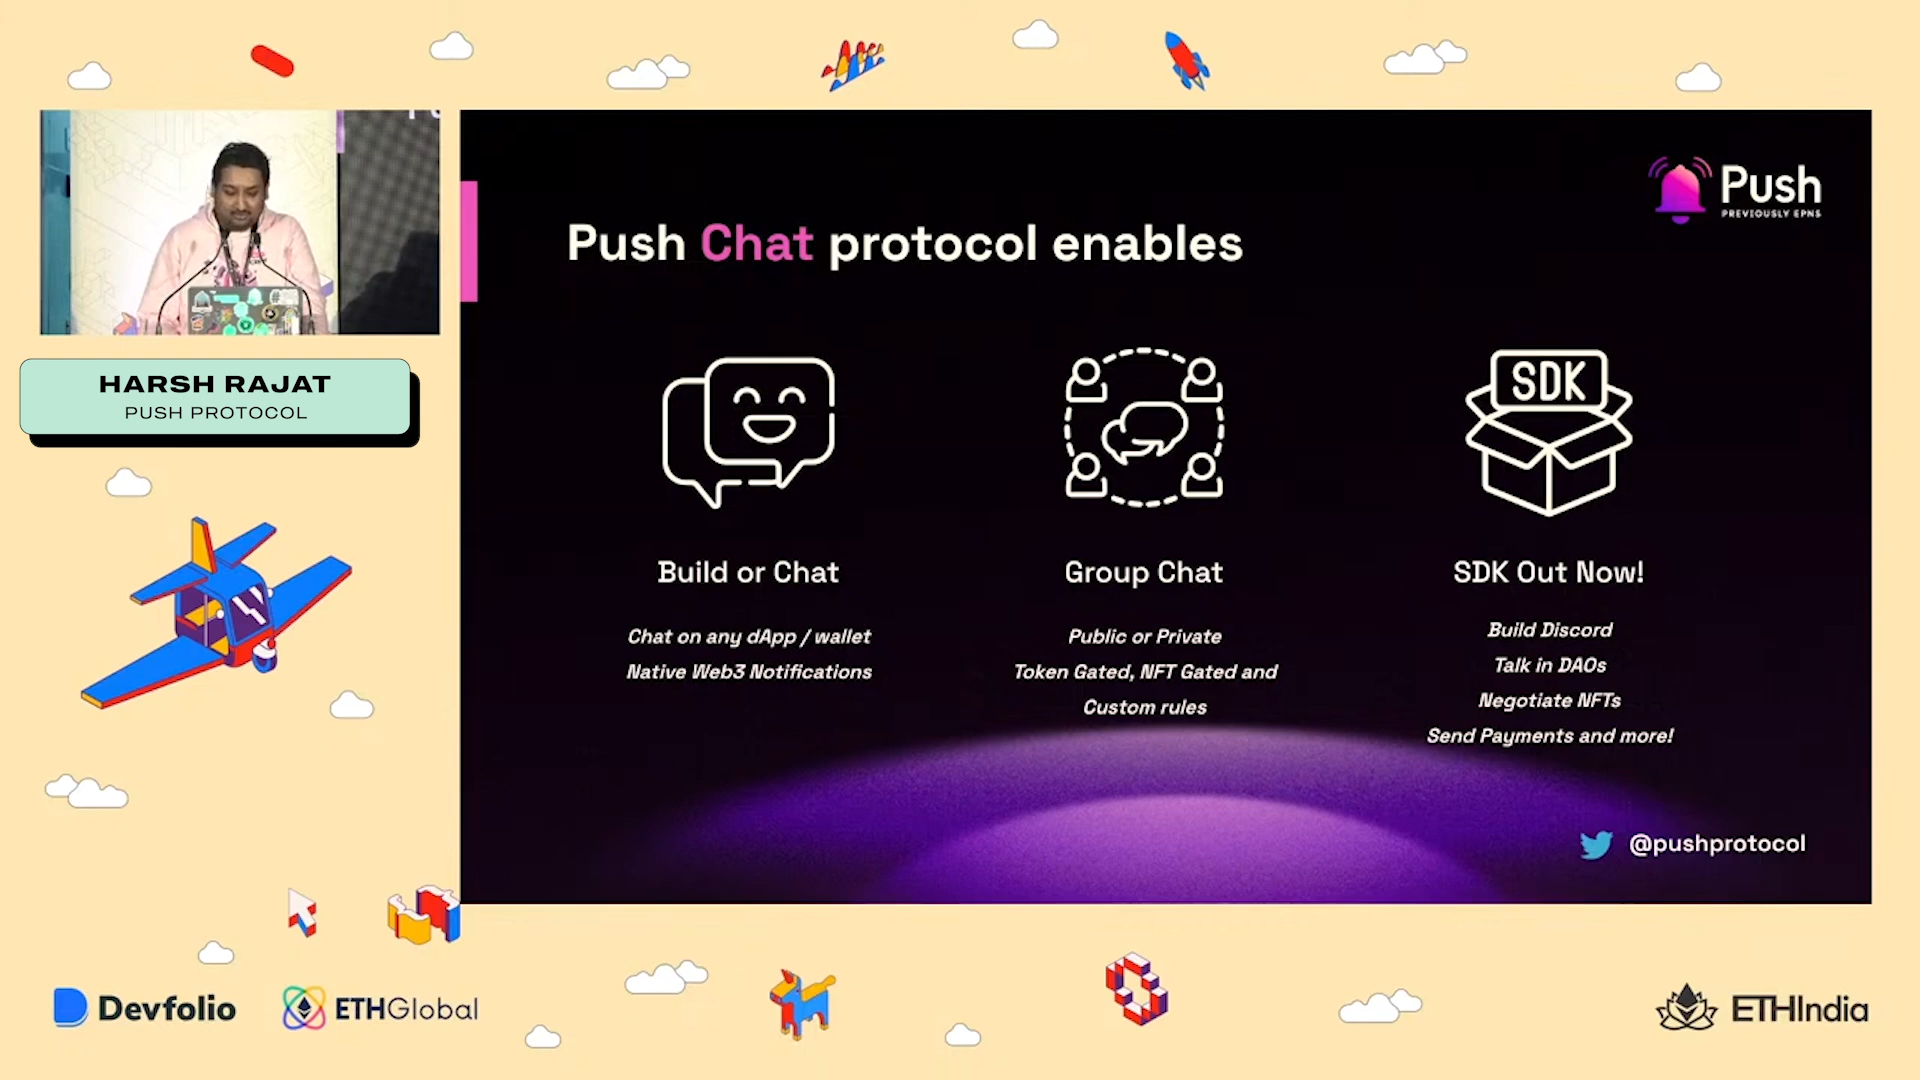 HARSH RAJAT
PUSH PROTOCOL
Push
PREVIOUSLY EPNS
Push Chat protocol enables
SDK
Build or Chat
Chat on any dApp / wallet
Native Web3 Notifications
Group Chat
Public or Private
Token Gated, NFT Gated and
Custom rules
SDK Out Now!
Build Discord
Talk in DAOs
Negotiate NFTs
Send Payments and more!
@pushprotocol
Devfolio
ETHGlobal
ETHIndia